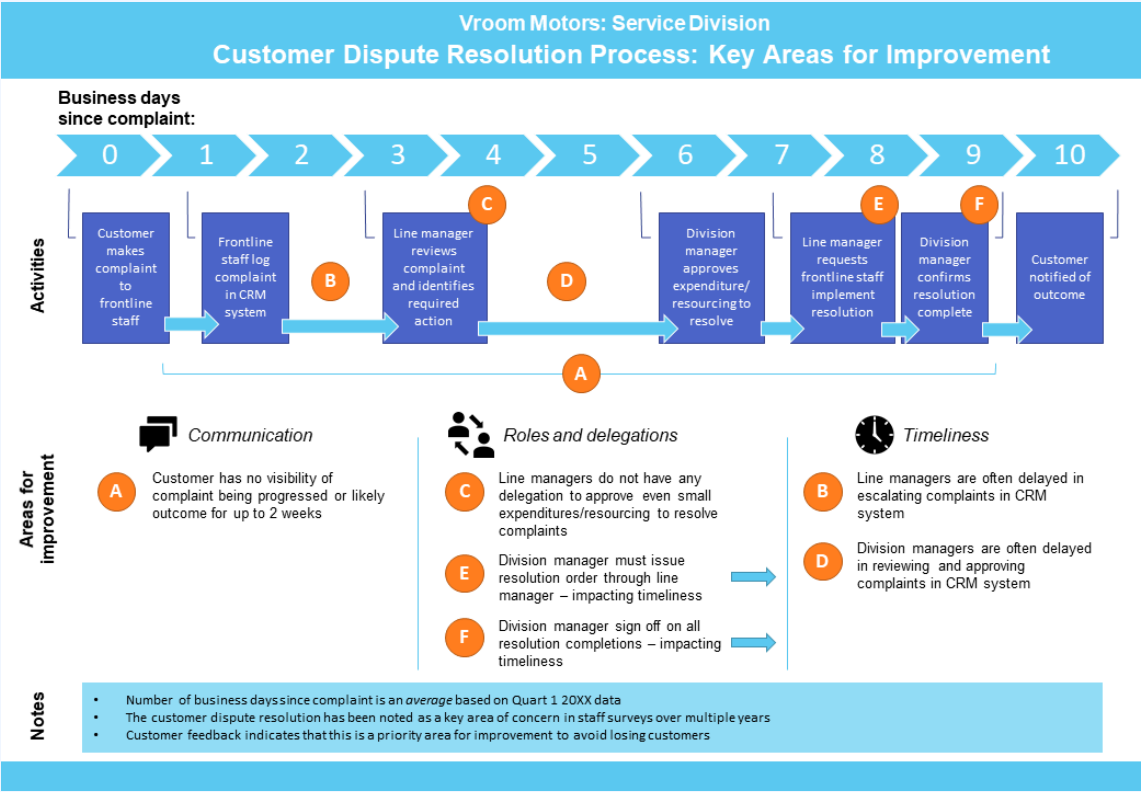 Vroom Motors: Service Division
Customer Dispute Resolution Process: Key Areas for Improvement
Business days
since complaint:
0 1 2 3 4 5 6 7 8 9 10
Activities
Customer
makes
complaint
to
frontline
staff
Frontline
staff log
complaint
in CRM
system
B
Line manager
reviews
complaint
and identifies
required
action
C
D
Division
manager
approves
expenditure/
resourcing to
resolve
Line manager
requests
frontline staff
implement
resolution
E
Division
manager
confirms
resolution
complete
F
Customer
notified of
outcome
A
Areas for
improvement
Communication
A
Customer has no visibility of
complaint being progressed or likely
outcome for up to 2 weeks
Roles and delegations
C
Line managers do not have any
delegation to approve even small
expenditures/resourcing to resolve
complaints
E
Division manager must issue
resolution order through line
manager – impacting timeliness
F
Division manager sign off on all
resolution completions – impacting
timeliness
Timeliness
B
Line managers are often delayed in
escalating complaints in CRM
system
D
Division managers are often delayed
in reviewing and approving
complaints in CRM system
Notes
• Number of business days since complaint is an average based on Quart 1 20XX data
• The customer dispute resolution has been noted as a key area of concern in staff surveys over multiple years
• Customer feedback indicates that this is a priority area for improvement to avoid losing customers